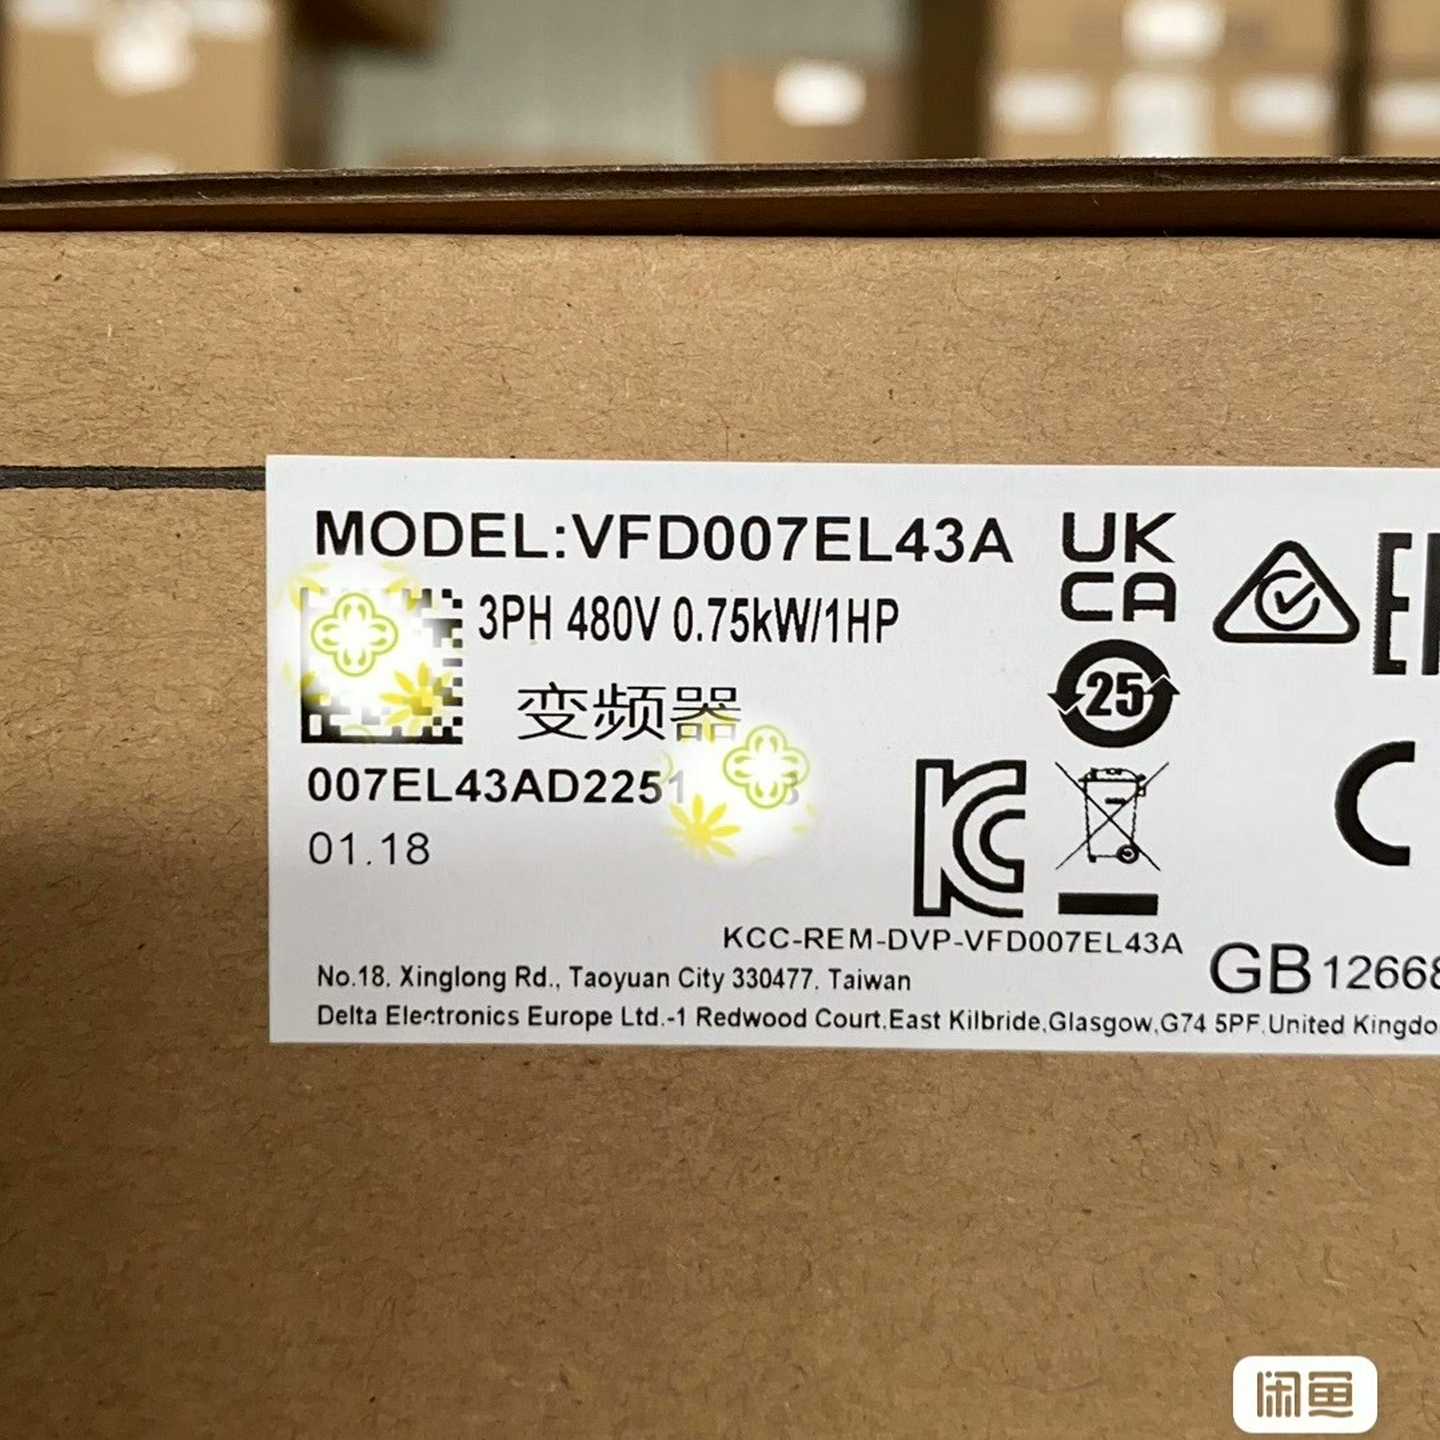 MODEL:VFD007EL43A
3PH 480V 0.75kW/1HP
变频器
007EL43AD2251
01.18
UK
CA
25
KCC-REM-DVP-VFD007EL43A
GB 12668
No.18. Xinglong Rd., Taoyuan City 330477. Taiwan
Delta Electronics Europe Ltd.-1 Redwood Court.East Kilbride,Glasgow,G74 5PF,United Kingdo
闲鱼